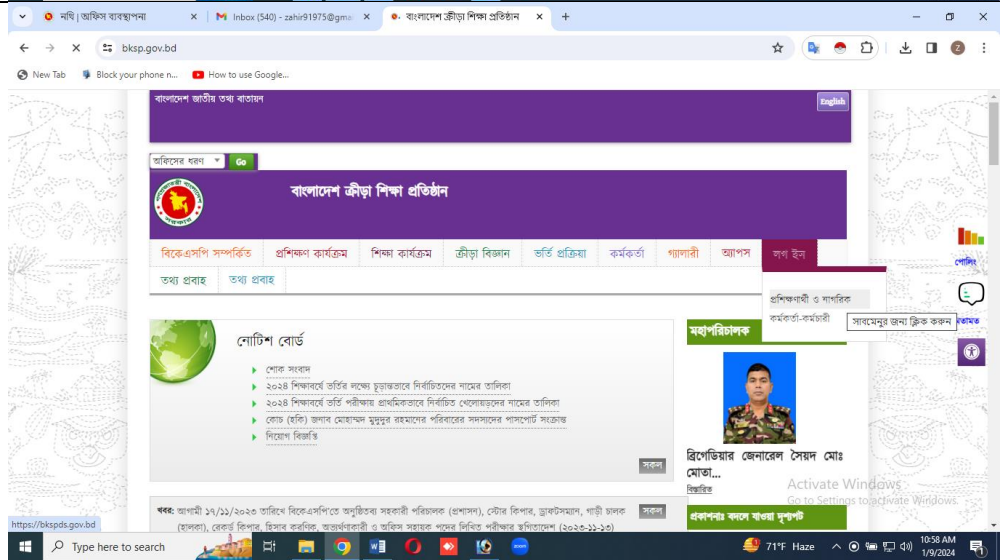 নথি | অফিস ব্যবস্থাপনা
Inbox (540) - zahir91975@gma
বাংলাদেশ ক্রীড়া শিক্ষা প্রতিষ্ঠান
bksp.gov.bd
New Tab
Block your phone n...
How to use Google...
বাংলাদেশ জাতীয় তথ্য বাতায়ন
English
অফিসের ধরণ
Go
বাংলাদেশ ক্রীড়া শিক্ষা প্রতিষ্ঠান
বিকেএসপি সম্পর্কিত প্রশিক্ষণ কার্যক্রম শিক্ষা কার্যক্রম ক্রীড়া বিজ্ঞান ভর্তি প্রক্রিয়া কর্মকর্তা গ্যালারী অ্যাপস লগ ইন
তথ্য প্রবাহ তথ্য প্রবাহ
প্রশিক্ষণার্থী ও নাগরিক
কর্মকর্তা-কর্মচারী
সাবমেনুর জন্য ক্লিক করুন
পোলিং
মতামত
নোটিশ বোর্ড
শোক সংবাদ
২০২৪ শিক্ষাবর্ষে ভর্তির লক্ষ্যে চূড়ান্তভাবে নির্বাচিতদের নামের তালিকা
২০২৪ শিক্ষাবর্ষে ভর্তি পরীক্ষায় প্রাথমিকভাবে নির্বাচিত খেলোয়াড়দের নামের তালিকা
কোচ (হকি) জনাব মোহাম্মদ মুদুদুর রহমানের পরিবারের সদস্যদের পাসপোর্ট সংক্রান্ত
নিয়োগ বিজ্ঞপ্তি
সকল
মহাপরিচালক
ব্রিগেডিয়ার জেনারেল সৈয়দ মোঃ
মোতা...
বিস্তারিত
খবর: আগামী ১৭/১১/২০২৩ তারিখে বিকেএসপি'তে অনুষ্ঠিতব্য সহকারী পরিচালক (প্রশাসন), স্টোর কিপার, ড্রাফটসম্যান, গাড়ী চালক
(হালকা), রেকর্ড কিপার, হিসাব করণিক, অভ্যর্থনাকারী ও অফিস সহায়ক পদের লিখিত পরীক্ষার স্থগিতাদেশ (২০২৩-১১-১৩)
সকল
প্রকাশনাঃ বদলে যাওয়া দৃশ্যপট
Activate Windows
Go to Settings to activate Windows.
https://bkspds.gov.bd
Type here to search
71°F Haze
10:58 AM
1/9/2024